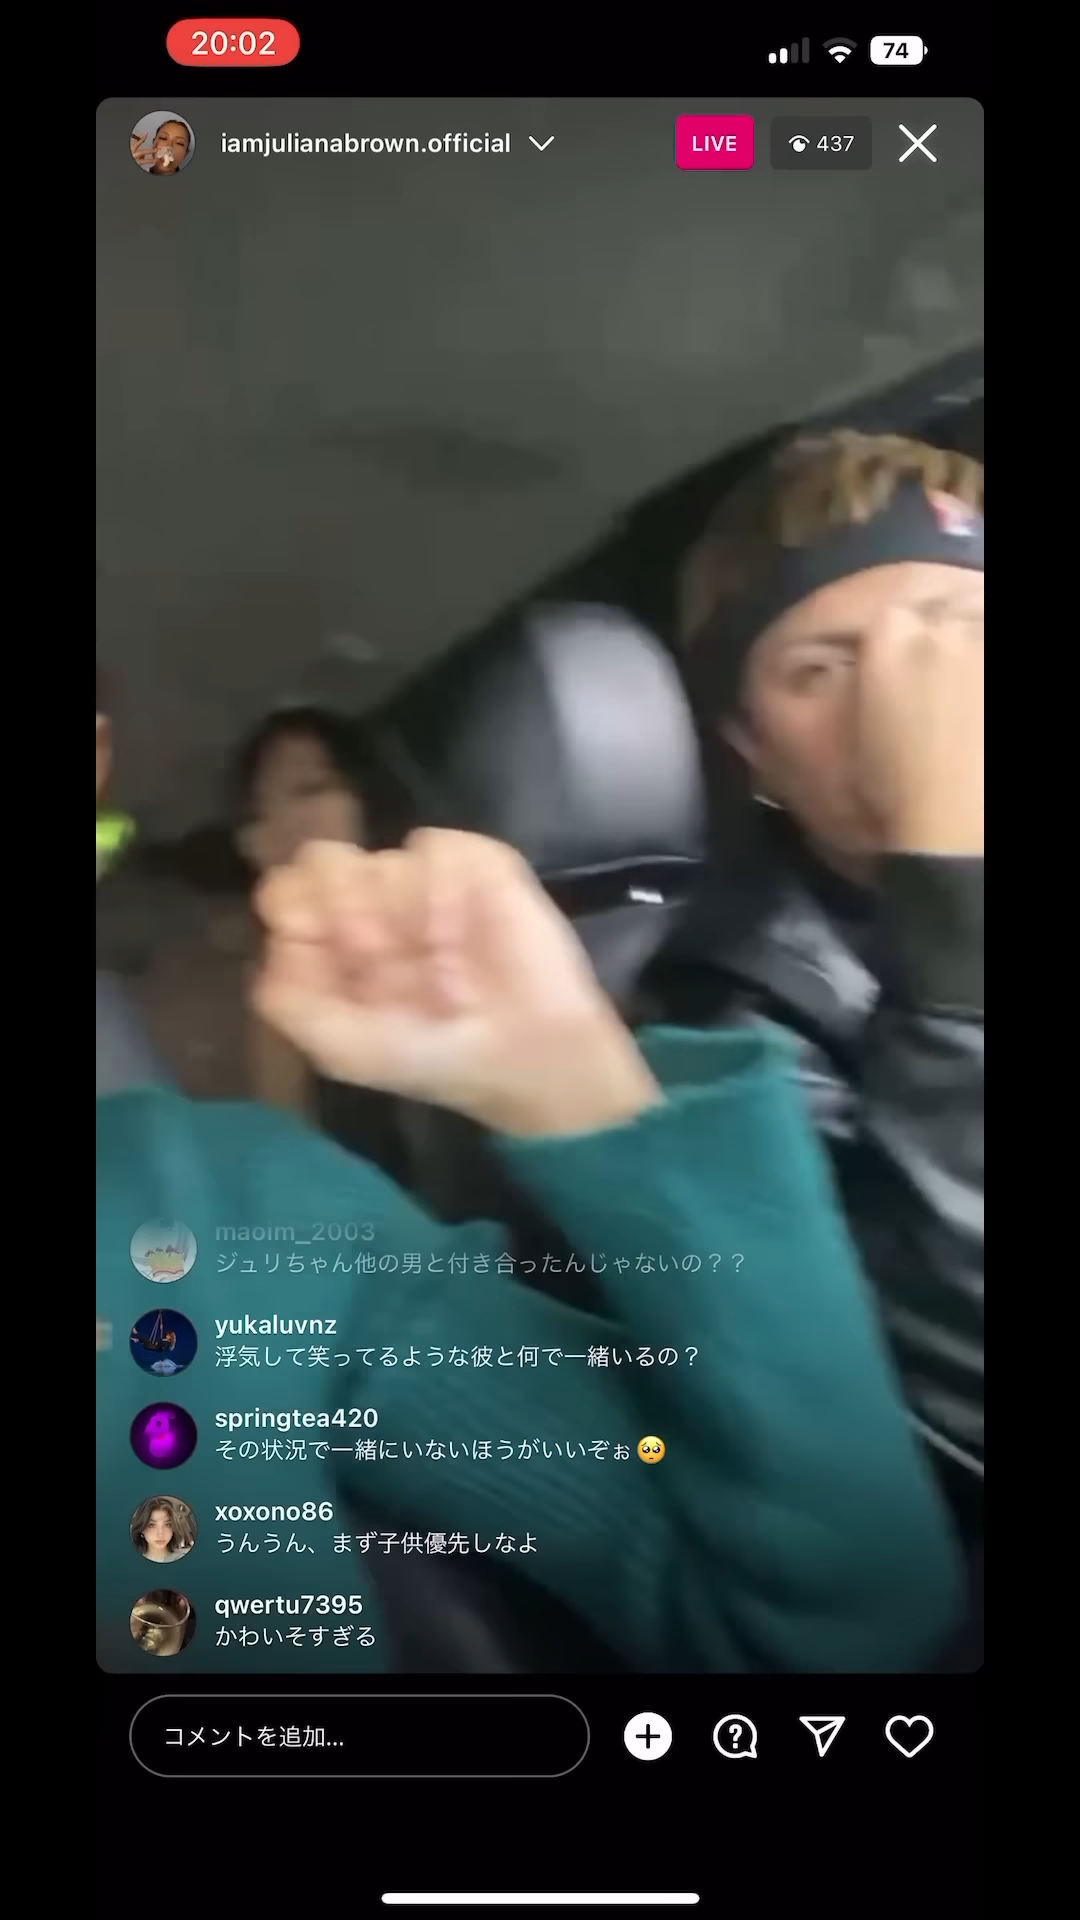 20:02
74
iamjulianabrown.official
LIVE
437
maoim_2003
ジュリちゃん他の男と付き合ったんじゃないの？？
yukaluvnz
浮気して笑ってるような彼と何で一緒いるの？
springtea420
その状況で一緒にいないほうがいいぞぉ🥺
xoxono86
うんうん、まず子供優先しなよ
qwertu7395
かわいそすぎる
コメントを追加...